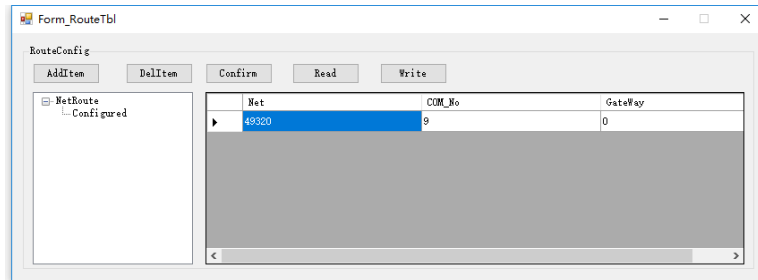 Form_RouteTbl
RouteConfig
AddItem DelItem Confirm Read Write
NetRoute
Configured
Net COM_No GateWay
49320 9 0